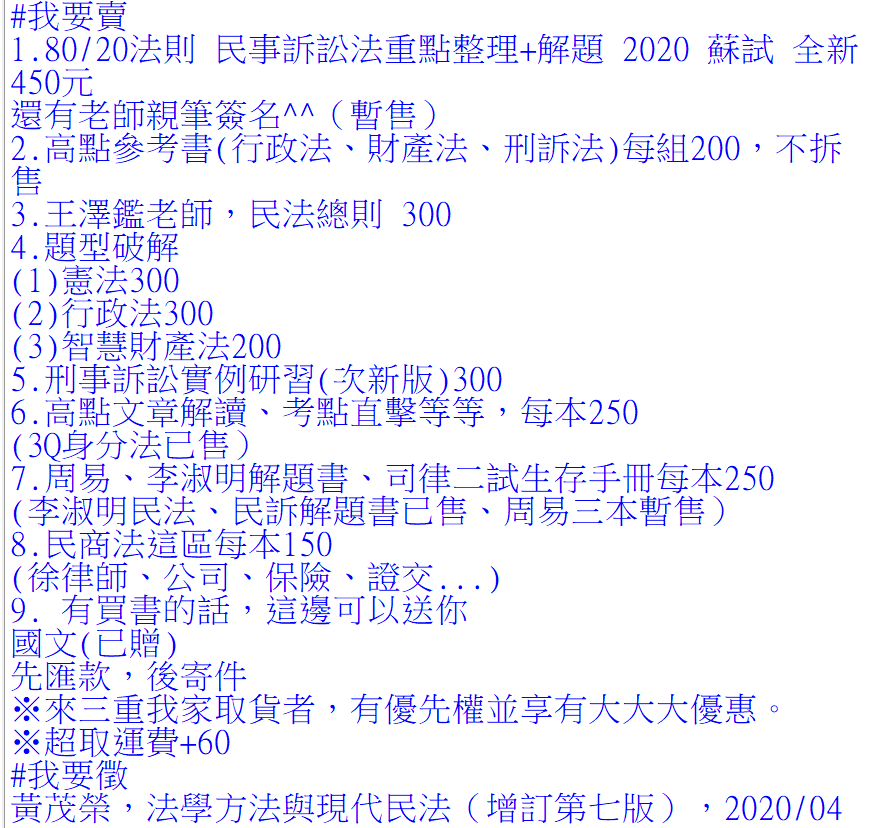 #我要賣
1.80/20法則 民事訴訟法重點整理+解題 2020 蘇試 全新
450元
還有老師親筆簽名^^（暫售）
2.高點參考書(行政法、財產法、刑訴法)每組200，不拆
售
3.王澤鑑老師，民法總則 300
4.題型破解
(1)憲法300
(2)行政法300
(3)智慧財產法200
5.刑事訴訟實例研習(次新版)300
6.高點文章解讀、考點直擊等等，每本250
(3Q身分法已售）
7.周易、李淑明解題書、司律二試生存手冊每本250
(李淑明民法、民訴解題書已售、周易三本暫售）
8.民商法這區每本150
(徐律師、公司、保險、證交...)
9. 有買書的話，這邊可以送你
國文(已贈)
先匯款，後寄件
※來三重我家取貨者，有優先權並享有大大大優惠。
※超取運費+60
#我要徵
黃茂榮，法學方法與現代民法（增訂第七版），2020/04